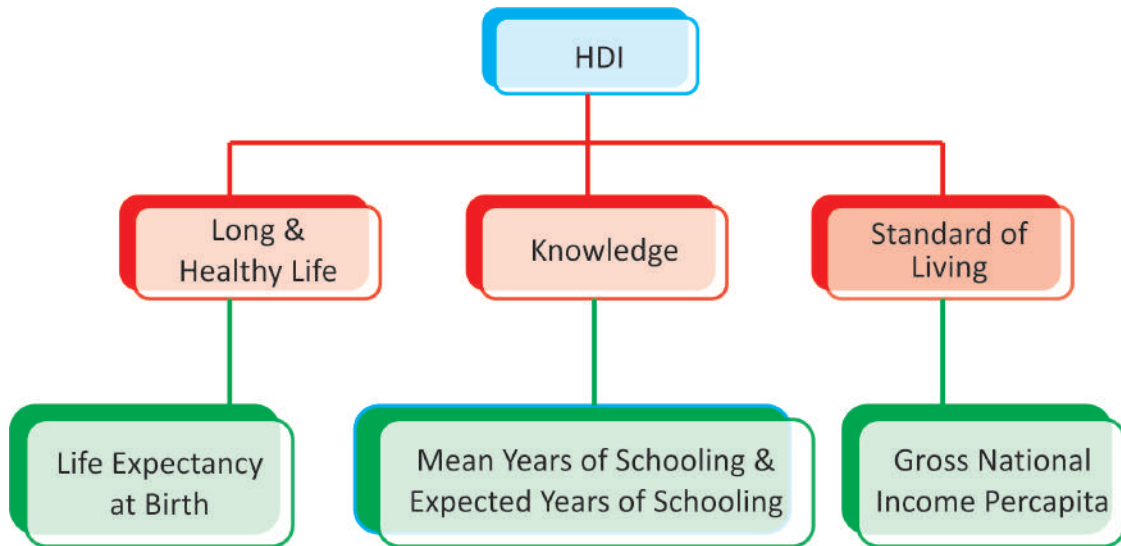 HDI
Long &
Healthy Life
Knowledge
Standard of
Living
Life Expectancy
at Birth
Mean Years of Schooling &
Expected Years of Schooling
Gross National
Income Percapita